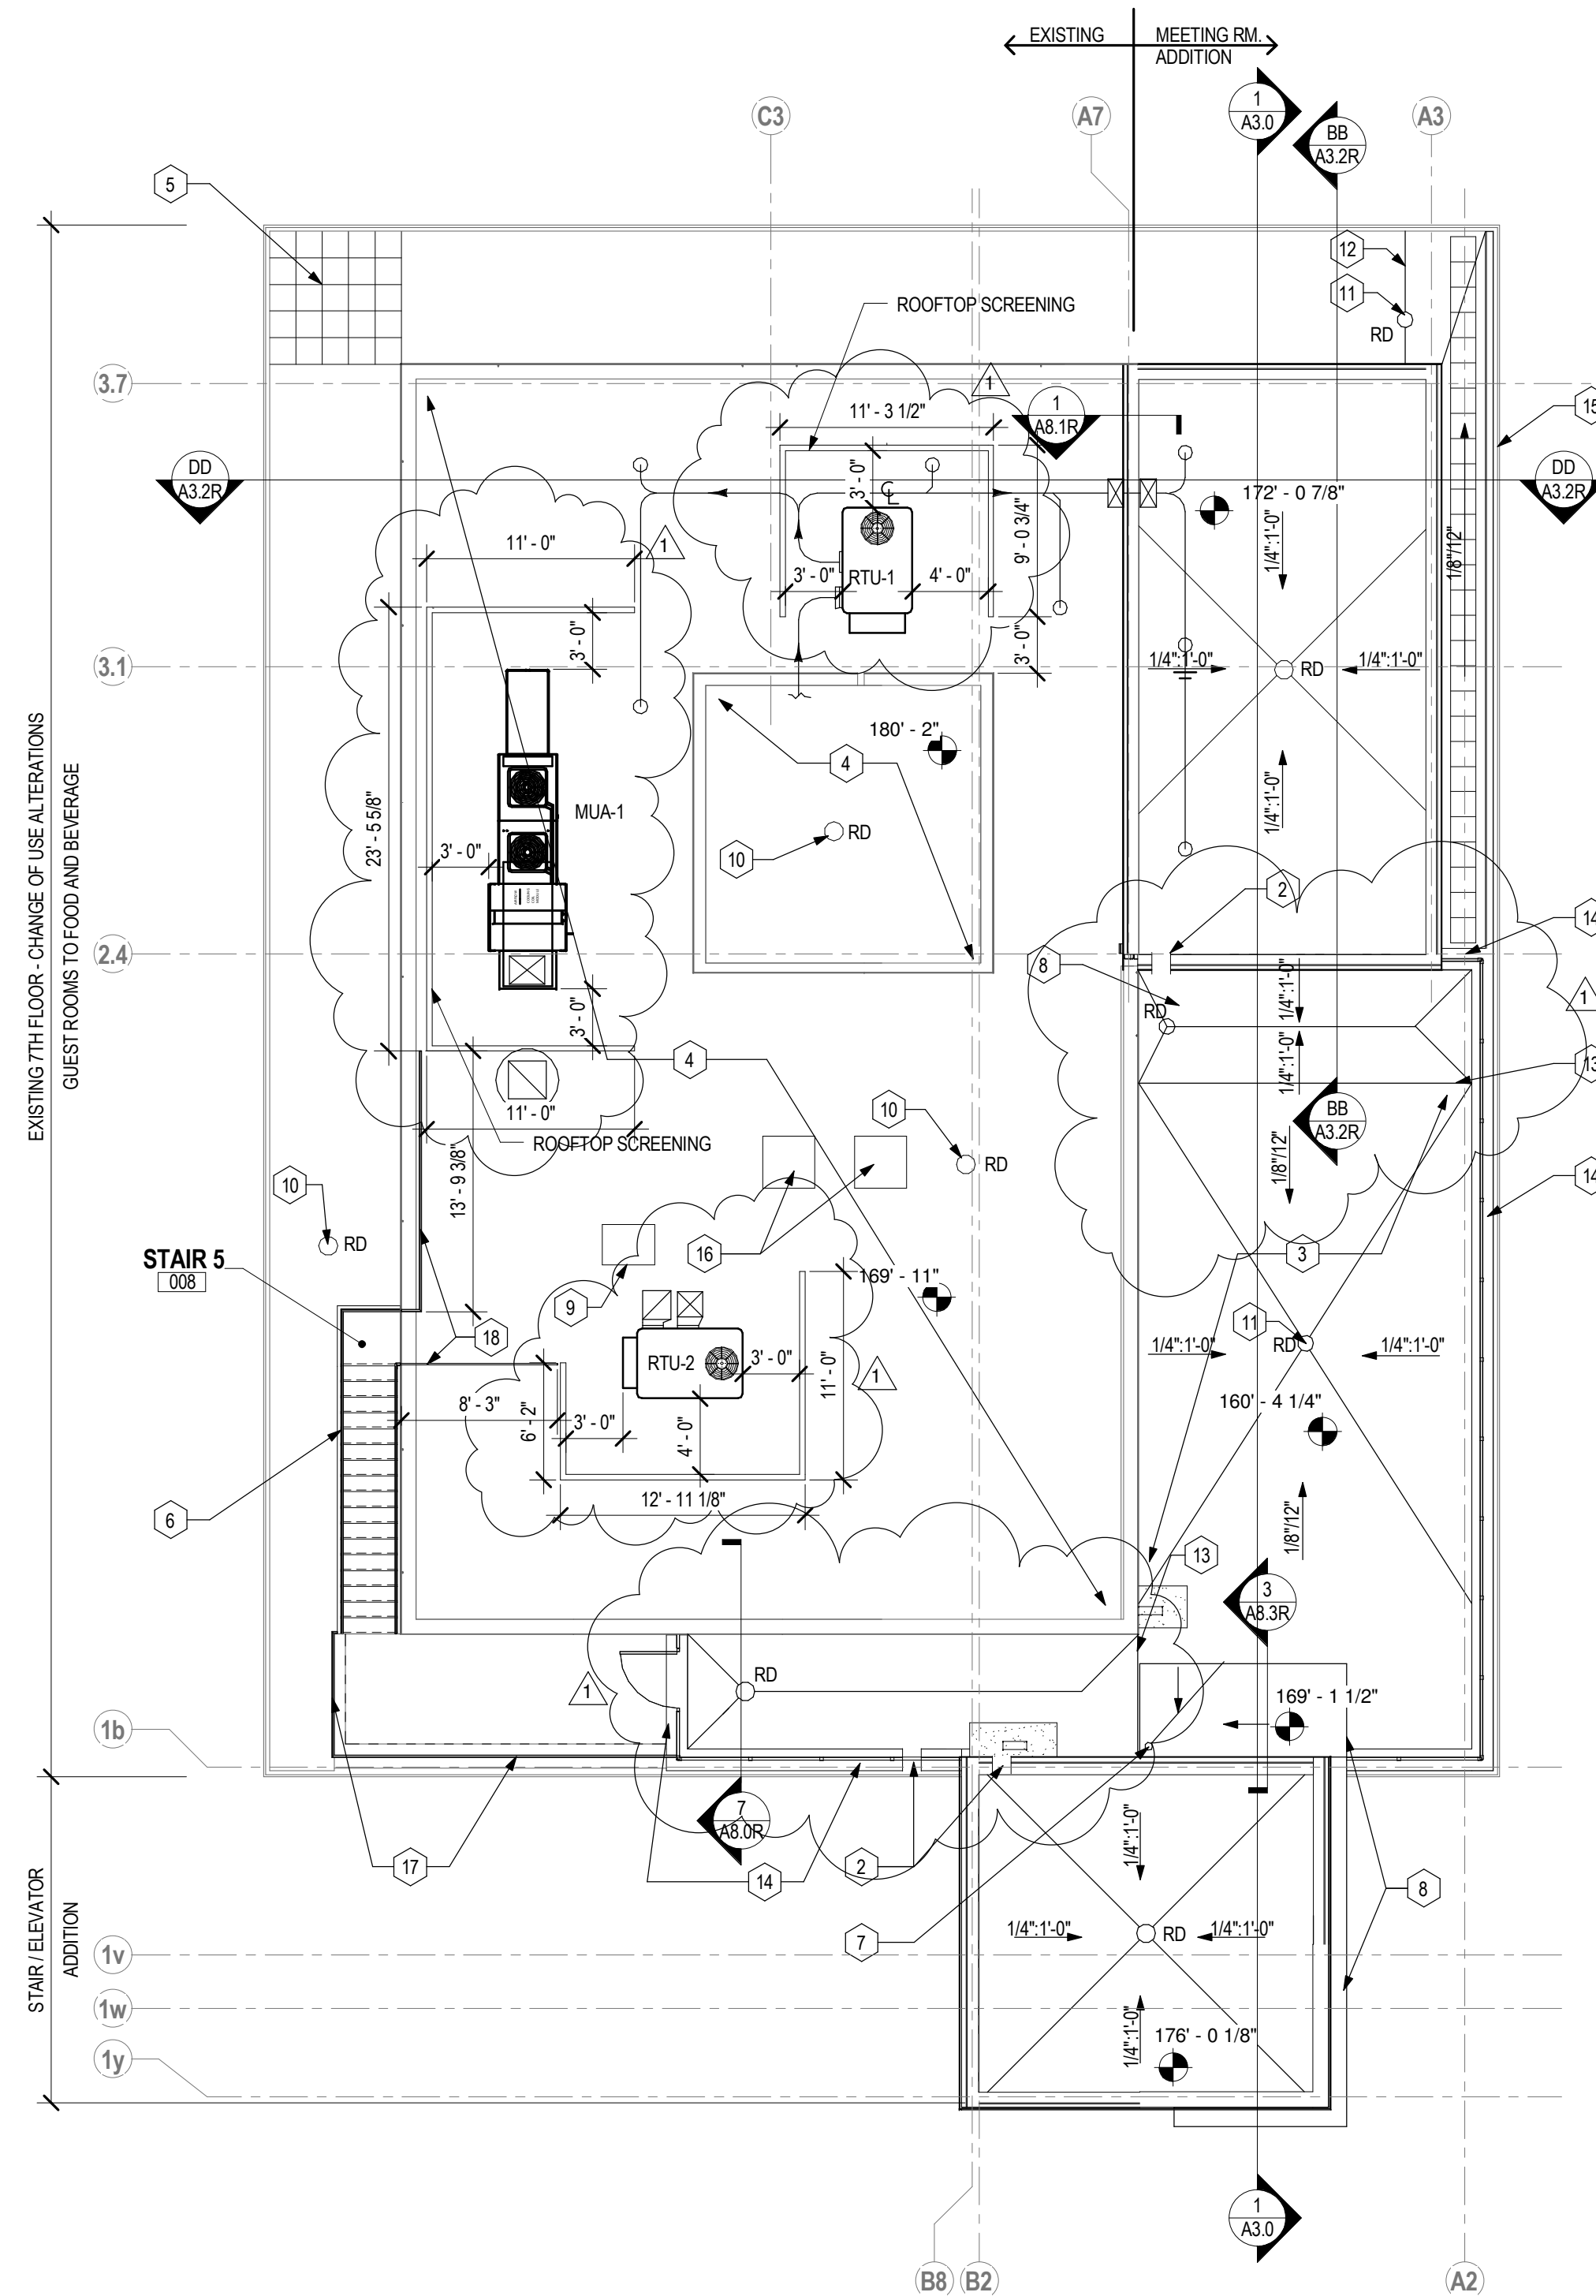 EXISTING
MEETING RM.
ADDITION
C3
A7
1
A3.0
BB
A3.2R
A3
5
12
11
RD
ROOFTOP SCREENING
3.7
1
11' - 3 1/2"
1
A8.1R
15
DD
A3.2R
3'-0"
CL
172' - 0 7/8"
DD
A3.2R
11' - 0"
1
9' - 0 3/4"
1/4":1'-0"
1/8"/12"
3' - 0"
RTU-1
4' - 0"
3'-0"
3'-0"
3.1
1/4":1'-0"
RD
1/4":1'-0"
180' - 2"
4
MUA-1
1/4":1'-0"
10
RD
23' - 5 5/8"
3' - 0"
2
14
2.4
8
1/4":1'-0"
1
RD
3'-0"
1/4":1'-0"
13
4
11' - 0"
10
BB
A3.2R
ROOFTOP SCREENING
RD
1/8"/12"
14
13' - 9 3/8"
10
RD
16
3
STAIR 5
008
169' - 11"
9
18
11
RD
1/4":1'-0"
1/4":1'-0"
RTU-2
3' - 0"
11' - 0"
1
8' - 3"
6' - 2"
3' - 0"
4' - 0"
160' - 4 1/4"
12' - 11 1/8"
6
1/8"/12"
13
3
A8.3R
RD
1
169' - 1 1/2"
1b
7
A8.0R
17
14
2
1/4":1'-0"
8
7
1/4":1'-0"
RD
1/4":1'-0"
1v
1w
1/4":1'-0"
176' - 0 1/8"
1y
1
A3.0
B8
B2
A2
EXISTING 7TH FLOOR - CHANGE OF USE ALTERATIONS
GUEST ROOMS TO FOOD AND BEVERAGE
STAIR / ELEVATOR
ADDITION